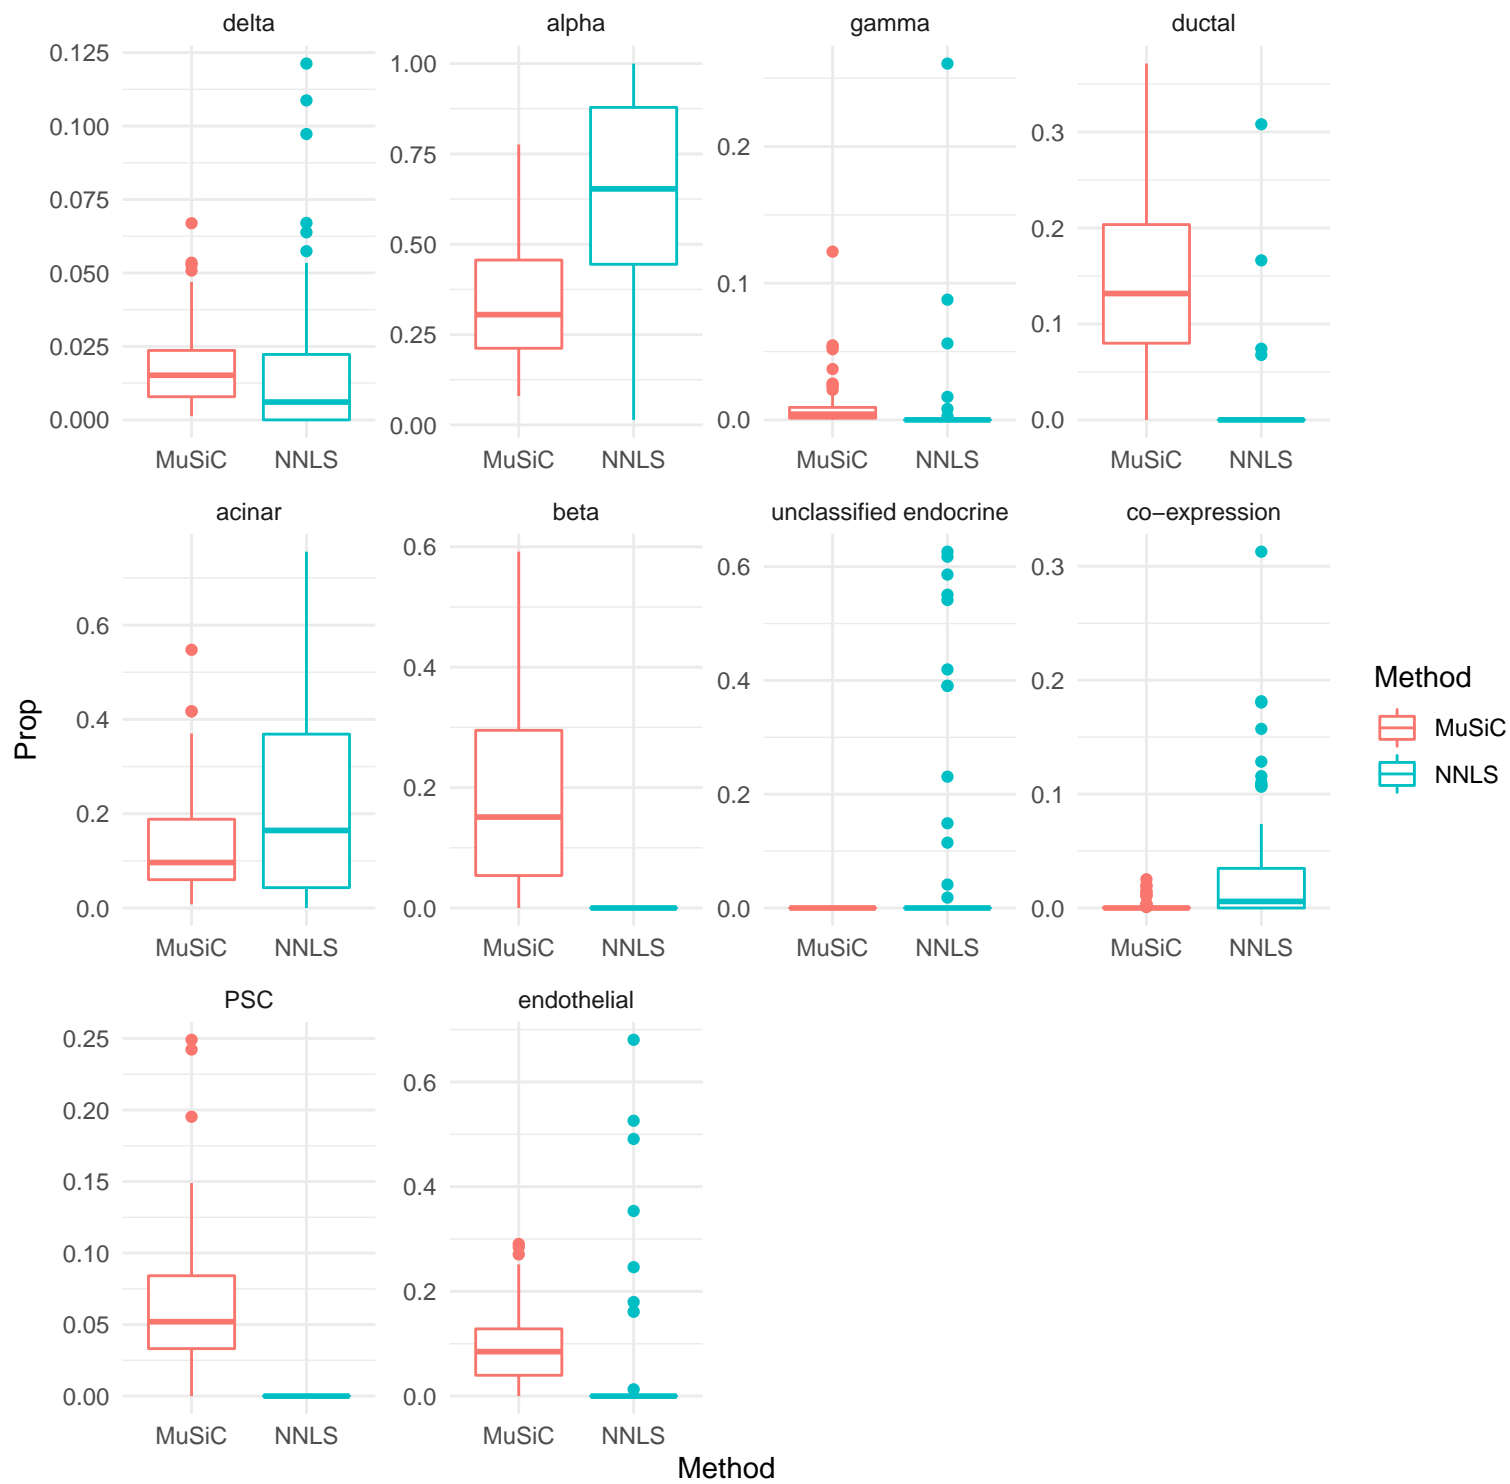 delta
alpha
gamma
ductal
0.125
0.100
0.075
0.050
0.025
0.000
1.00
0.75
0.50
0.25
0.00
0.2
0.1
0.0
0.3
0.2
0.1
0.0
MuSiC NNLS
MuSiC NNLS
MuSiC NNLS
MuSiC NNLS
acinar
beta
unclassified endocrine
co−expression
0.6
0.4
0.2
0.0
0.6
0.4
0.2
0.0
0.6
0.4
0.2
0.0
0.3
0.2
0.1
0.0
MuSiC NNLS
MuSiC NNLS
MuSiC NNLS
MuSiC NNLS
PSC
endothelial
0.25
0.20
0.15
0.10
0.05
0.00
0.6
0.4
0.2
0.0
MuSiC NNLS
MuSiC NNLS
Prop
Method
Method
MuSiC
NNLS